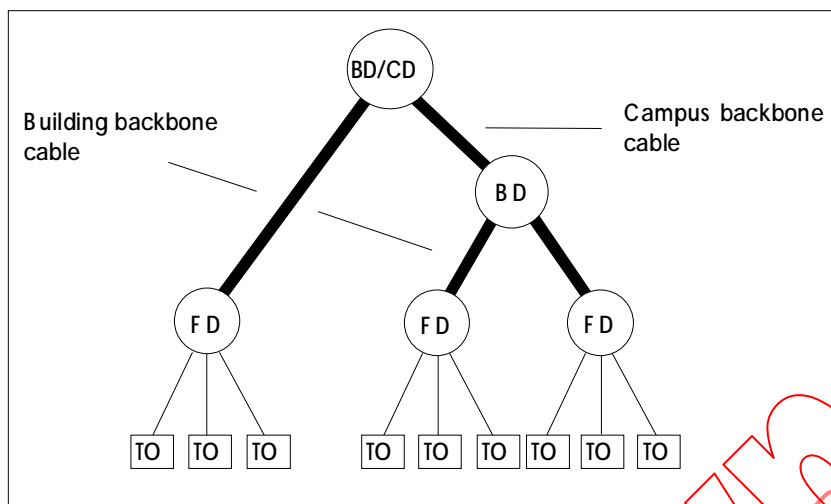 BD/CD
Building backbone
cable
Campus backbone
cable
BD
FD
FD
FD
TO
TO
TO
TO
TO
TO
TO
TO
TO